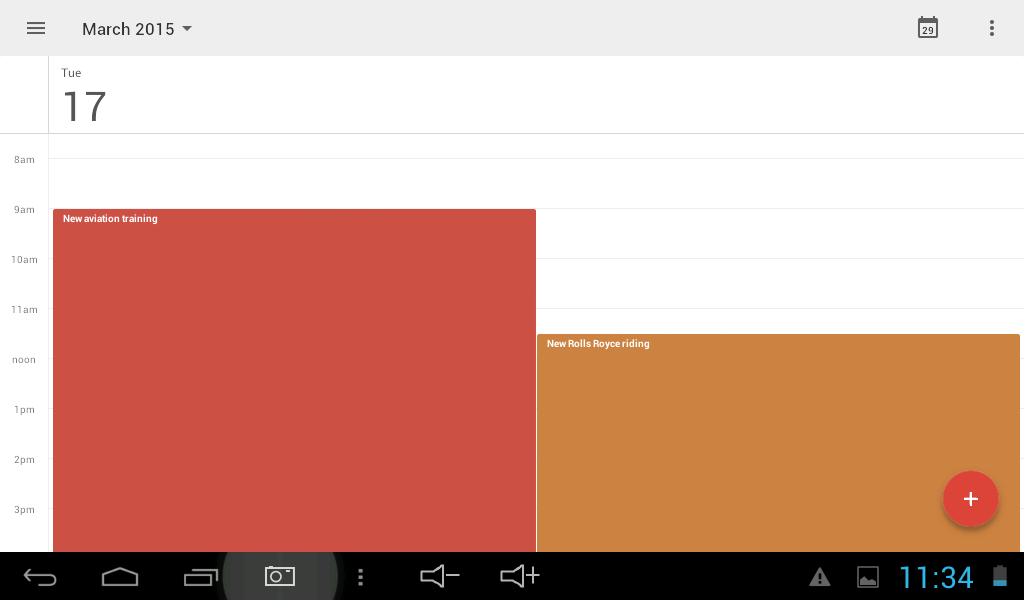 March 2015
29
Tue
17
8am
9am
New aviation training
10am
11am
New Rolls Royce riding
noon
1pm
2pm
3pm
11:34